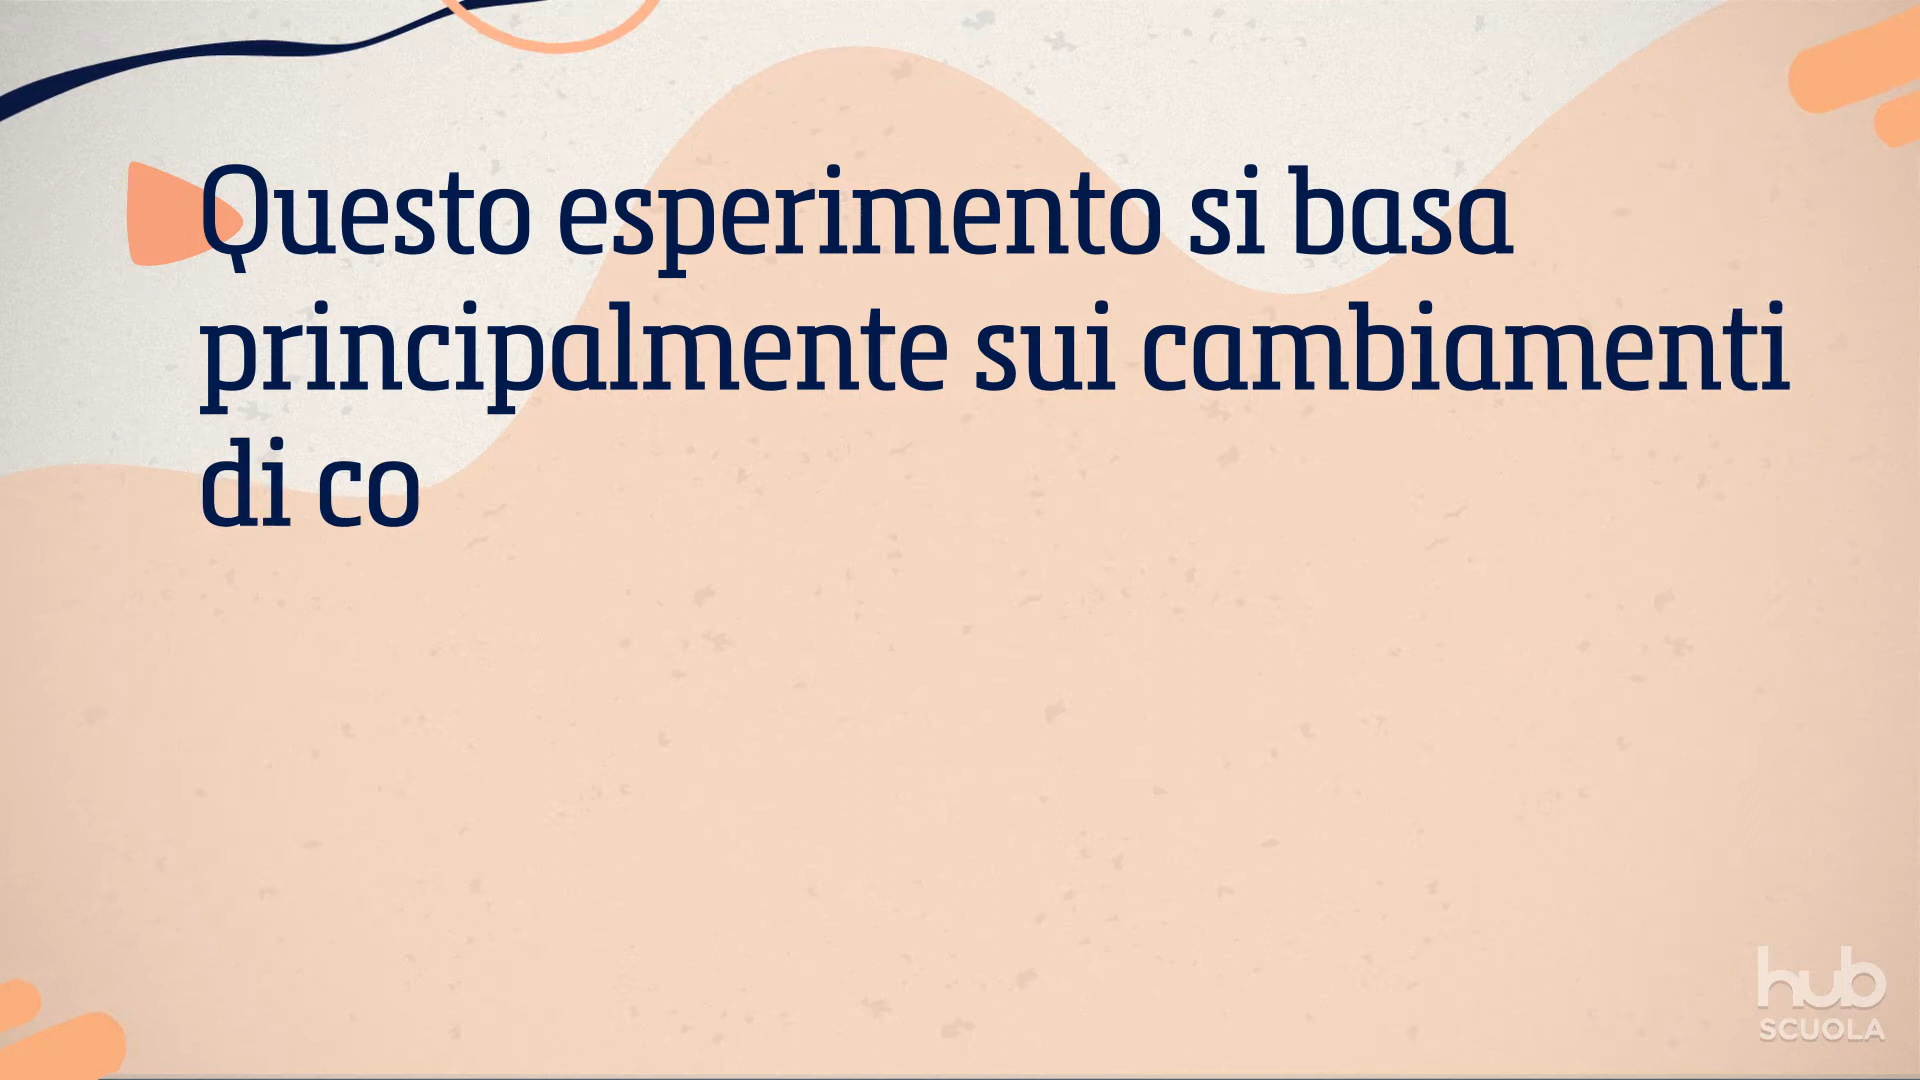 Questo esperimento si basa
principalmente sui cambiamenti
di co
hub
SCUOLA